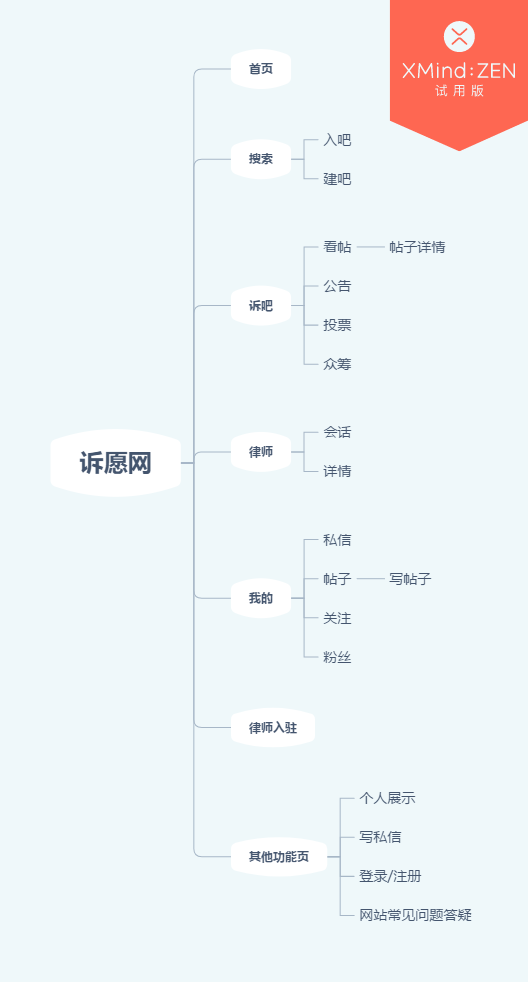 XMind:ZEN
试用版
首页
搜索
入吧
建吧
诉吧
看帖
帖子详情
公告
投票
众筹
诉愿网
律师
会话
详情
我的
私信
帖子
写帖子
关注
粉丝
律师入驻
其他功能页
个人展示
写私信
登录/注册
网站常见问题答疑